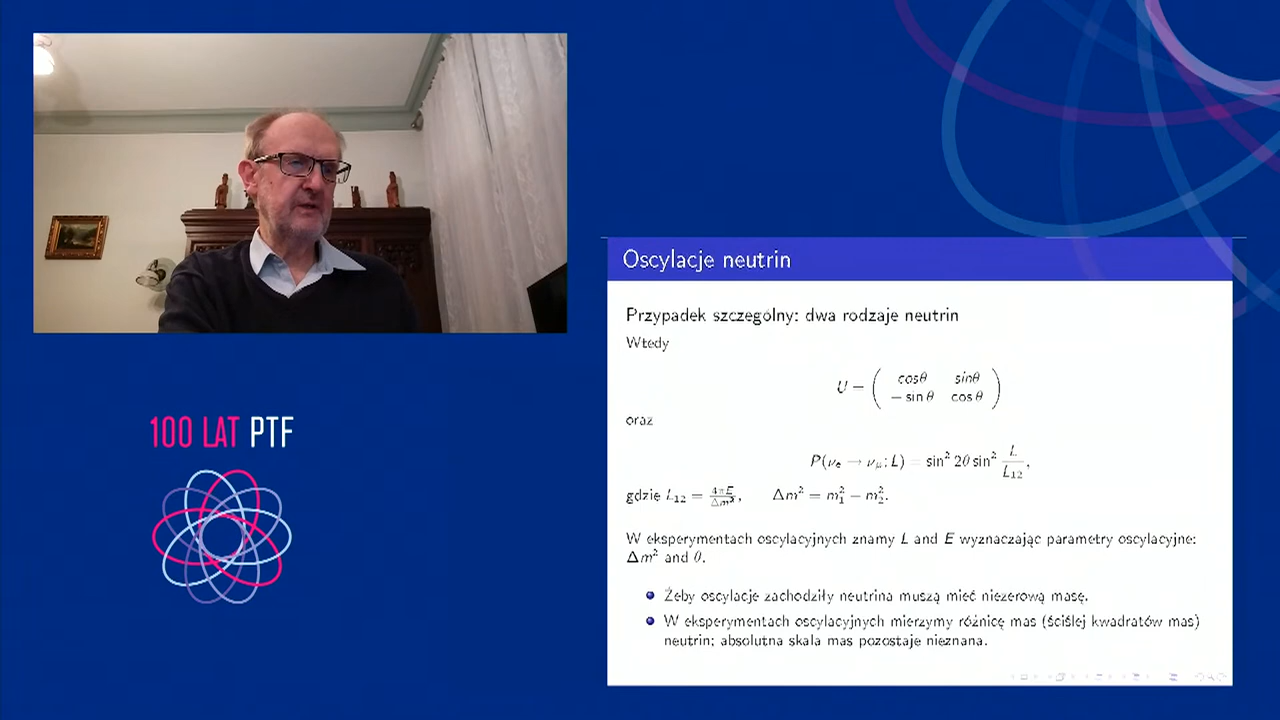 100 LAT PTF
Oscylacje neutrin
Przypadek szczególny: dwa rodzaje neutrin
Wtedy
U = ( cosθ sinθ
− sin θ cos θ )
oraz
P(νe → νμ; L) = sin² 2θ sin² L/L₁₂,
gdzie L₁₂ = 4πE/Δm², Δm² = m₁² − m₂².
W eksperymentach oscylacyjnych znamy L and E wyznaczając parametry oscylacyjne:
Δm² and θ.
Żeby oscylacje zachodziły neutrina muszą mieć niezerową masę.
W eksperymentach oscylacyjnych mierzymy różnicę mas (ściślej kwadratów mas)
neutrin; absolutna skala mas pozostaje nieznana.